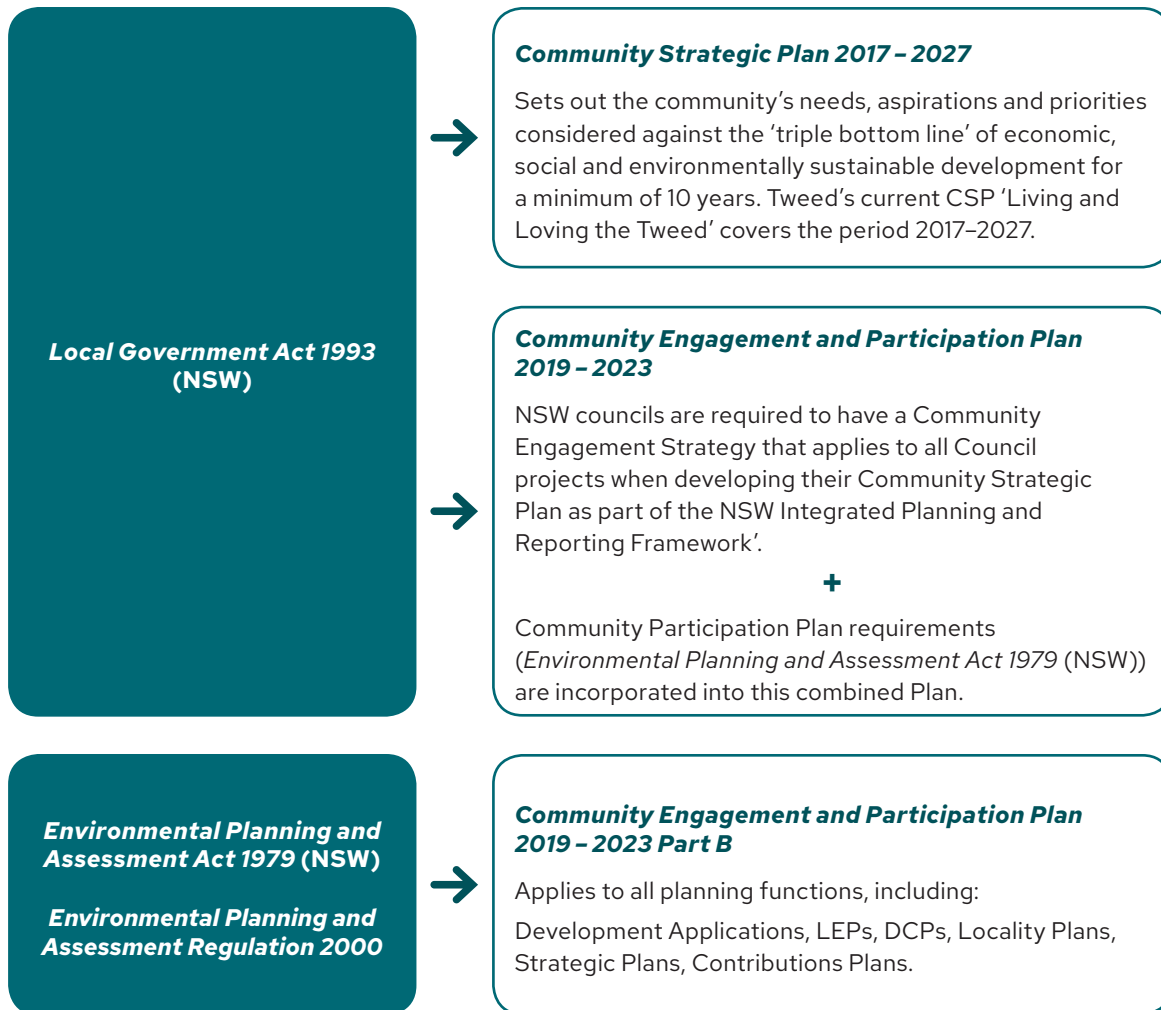 Local Government Act 1993
(NSW)
Community Strategic Plan 2017 – 2027
Sets out the community’s needs, aspirations and priorities
considered against the ‘triple bottom line’ of economic,
social and environmentally sustainable development for
a minimum of 10 years. Tweed’s current CSP ‘Living and
Loving the Tweed’ covers the period 2017–2027.
Community Engagement and Participation Plan
2019 – 2023
NSW councils are required to have a Community
Engagement Strategy that applies to all Council
projects when developing their Community Strategic
Plan as part of the NSW Integrated Planning and
Reporting Framework’.
+
Community Participation Plan requirements
(Environmental Planning and Assessment Act 1979 (NSW))
are incorporated into this combined Plan.
Environmental Planning and
Assessment Act 1979 (NSW)
Environmental Planning and
Assessment Regulation 2000
Community Engagement and Participation Plan
2019 – 2023 Part B
Applies to all planning functions, including:
Development Applications, LEPs, DCPs, Locality Plans,
Strategic Plans, Contributions Plans.